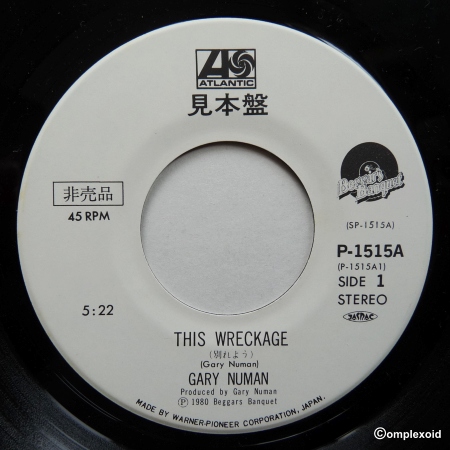 ATLANTIC
見本盤
非売品
45 RPM
Beggars
Banquet
(SP-1515A)
P-1515A
(P-1515A1)
SIDE 1
STEREO
JASRAC
5:22
THIS WRECKAGE
(別れよう)
(Gary Numan)
GARY NUMAN
Produced by Gary Numan
Ⓟ 1980 Beggars Banquet
MADE BY WARNER-PIONEER CORPORATION, JAPAN.
©omplexoid